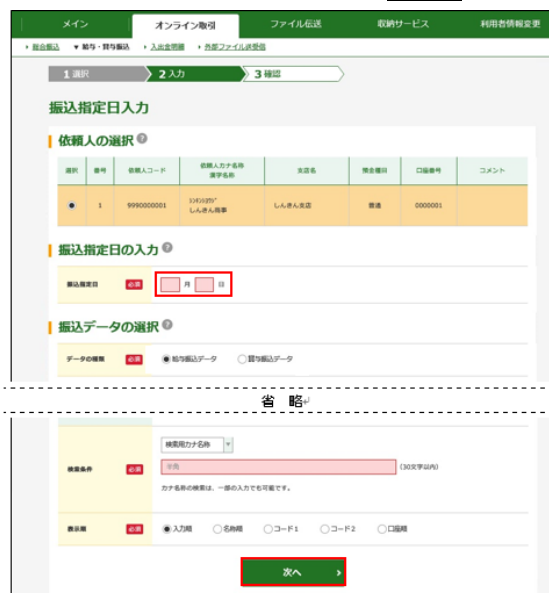 メイン オンライン取引 ファイル伝送 収納サービス 利用者情報変更
総合振込 ▼ 給与・賞与振込 入出金明細 外部ファイル送受信
1 選択 2 入力 3 確認
振込指定日入力
依頼人の選択
選択 番号 依頼人コード 依頼人カナ名称 漢字名称 支店名 預金種目 口座番号 コメント
1 9990000001 しんきん商事 しんきん支店 普通 0000001
振込指定日の入力
振込指定日 必須 月 日
振込データの選択
データの種類 必須 給与振込データ 賞与振込データ
省 略
検索用カナ名称
検索条件 必須 半角 (30文字以内)
カナ名称の検索は、一部の入力でも可能です。
表示順 必須 入力順 名称順 コード1 コード2 口座順
次へ